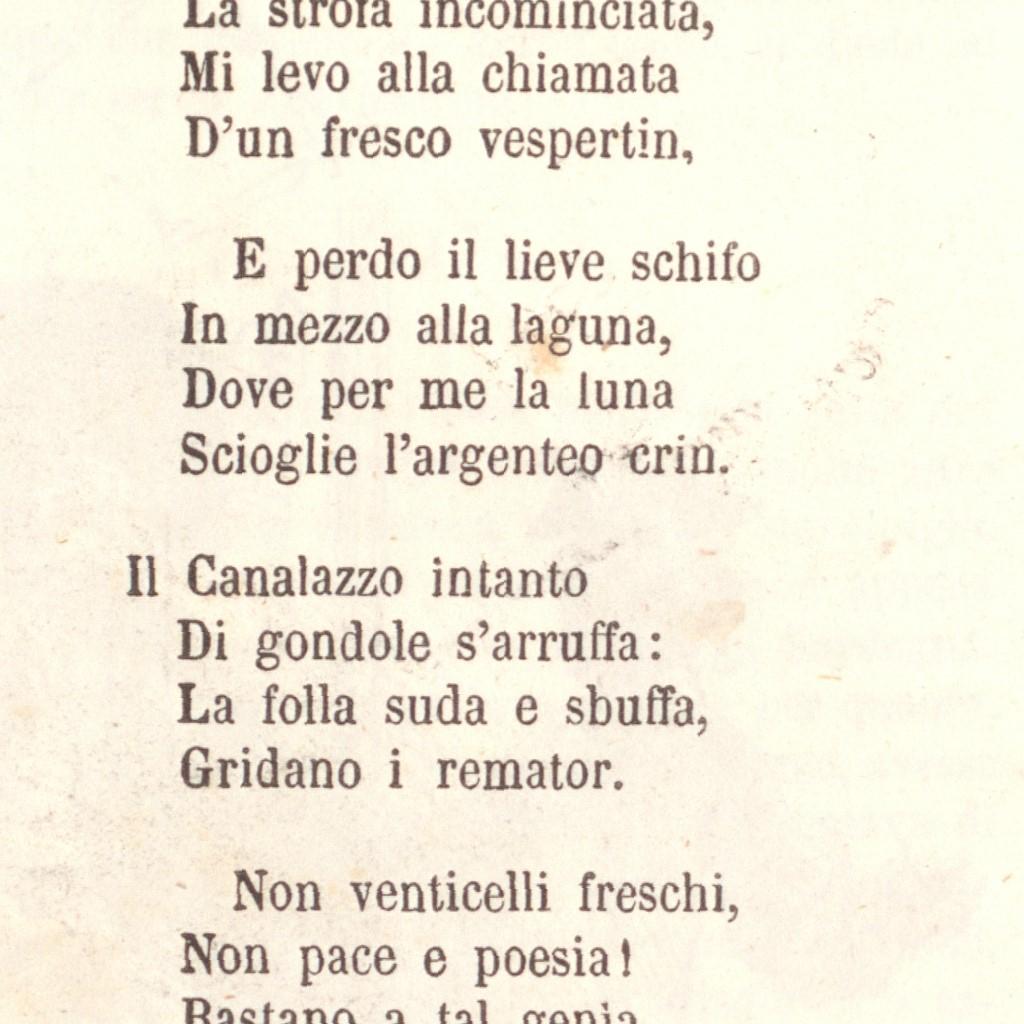 La strofa incominciata,
Mi levo alla chiamata
D'un fresco vespertin,
E perdo il lieve schifo
In mezzo alla laguna,
Dove per me la luna
Scioglie l'argenteo crin.
Il Canalazzo intanto
Di gondole s'arruffa:
La folla suda e sbuffa,
Gridano i remator.
Non venticelli freschi,
Non pace e poesia!
Bastano a tal genia